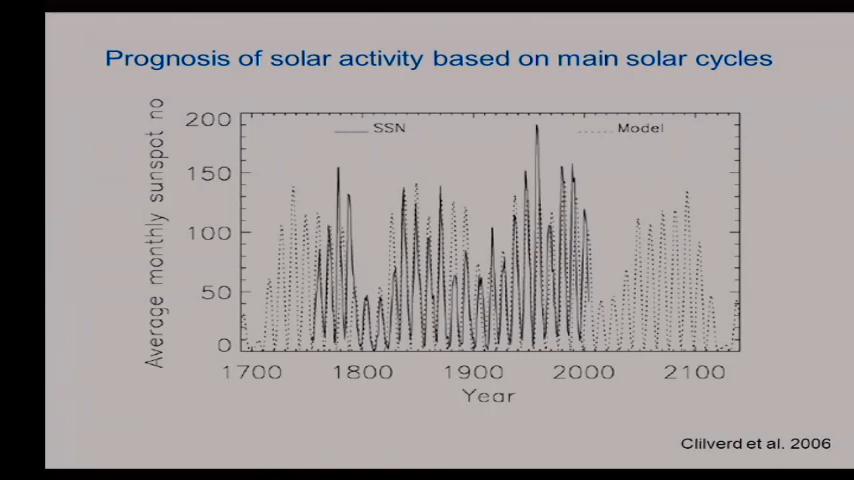 Prognosis of solar activity based on main solar cycles
Average monthly sunspot no
200
150
100
50
0
SSN
Model
1700 1800 1900 2000 2100
Year
Clilverd et al. 2006